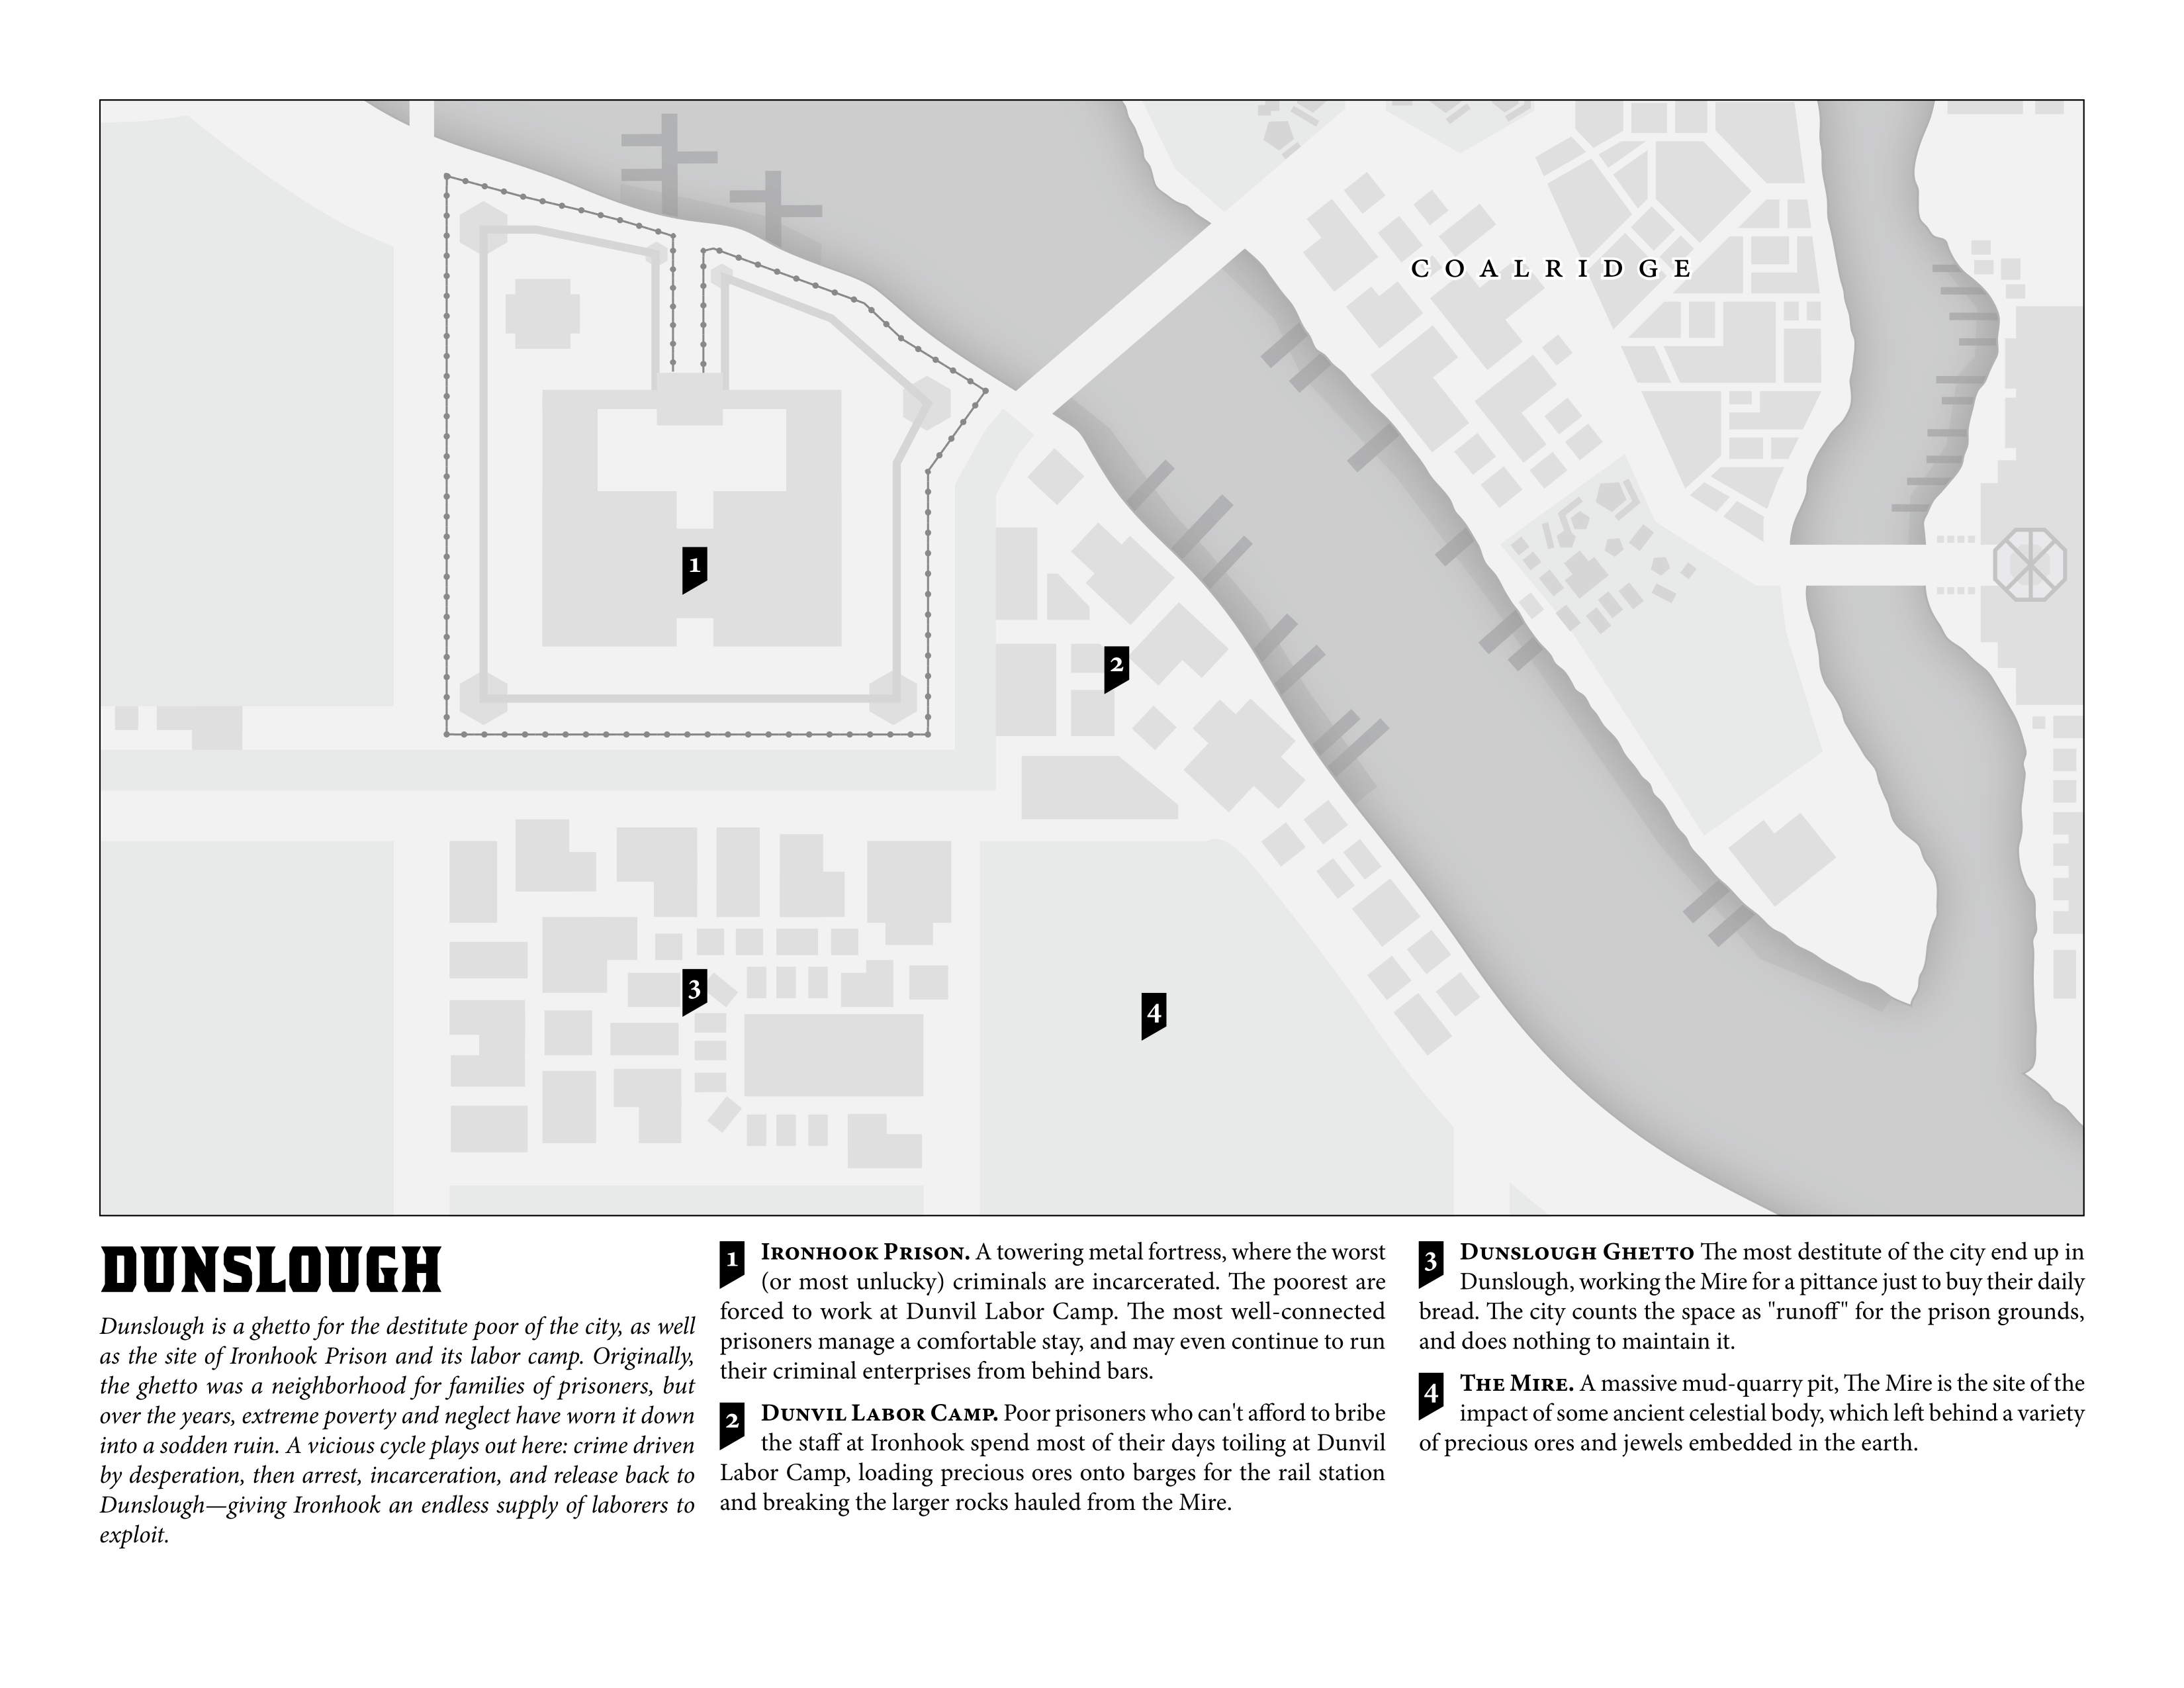 COALRIDGE
1
2
3
4
DUNSLOUGH
Dunslough is a ghetto for the destitute poor of the city, as well
as the site of Ironhook Prison and its labor camp. Originally,
the ghetto was a neighborhood for families of prisoners, but
over the years, extreme poverty and neglect have worn it down
into a sodden ruin. A vicious cycle plays out here: crime driven
by desperation, then arrest, incarceration, and release back to
Dunslough—giving Ironhook an endless supply of laborers to
exploit.
1 Ironhook Prison. A towering metal fortress, where the worst
(or most unlucky) criminals are incarcerated. The poorest are
forced to work at Dunvil Labor Camp. The most well-connected
prisoners manage a comfortable stay, and may even continue to run
their criminal enterprises from behind bars.
2 Dunvil Labor Camp. Poor prisoners who can't afford to bribe
the staff at Ironhook spend most of their days toiling at Dunvil
Labor Camp, loading precious ores onto barges for the rail station
and breaking the larger rocks hauled from the Mire.
3 Dunslough Ghetto The most destitute of the city end up in
Dunslough, working the Mire for a pittance just to buy their daily
bread. The city counts the space as "runoff" for the prison grounds,
and does nothing to maintain it.
4 The Mire. A massive mud-quarry pit, The Mire is the site of the
impact of some ancient celestial body, which left behind a variety
of precious ores and jewels embedded in the earth.